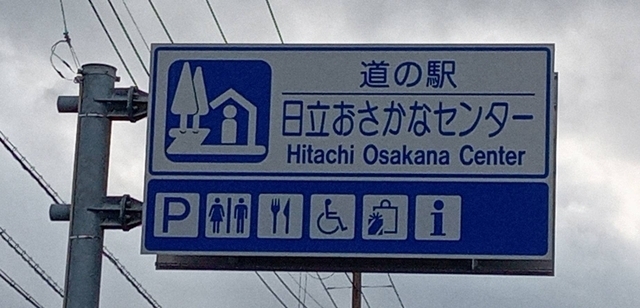 道の駅
日立おさかなセンター
Hitachi Osakana Center
P
i